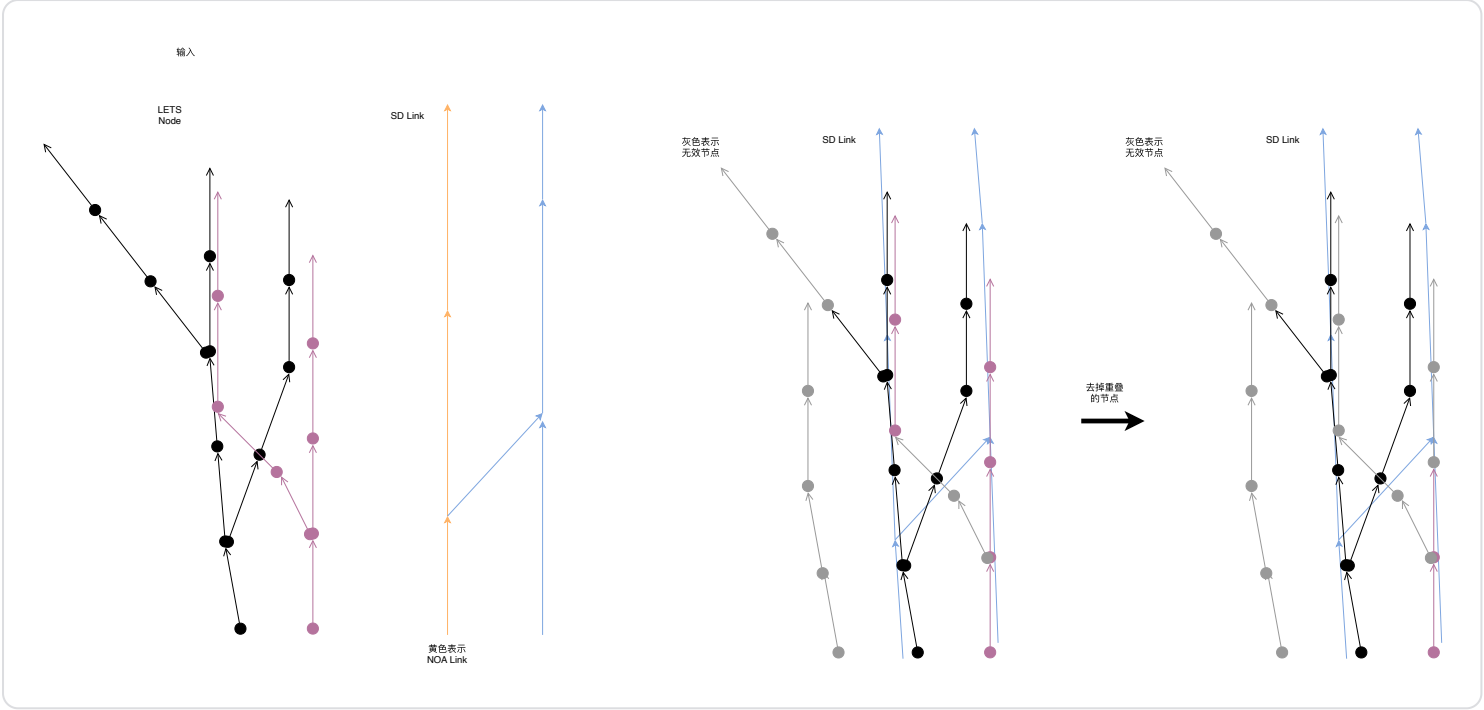 输入
LETS
Node
SD Link
黄色表示
NOA Link
灰色表示
无效节点
SD Link
去掉重叠
的节点
灰色表示
无效节点
SD Link